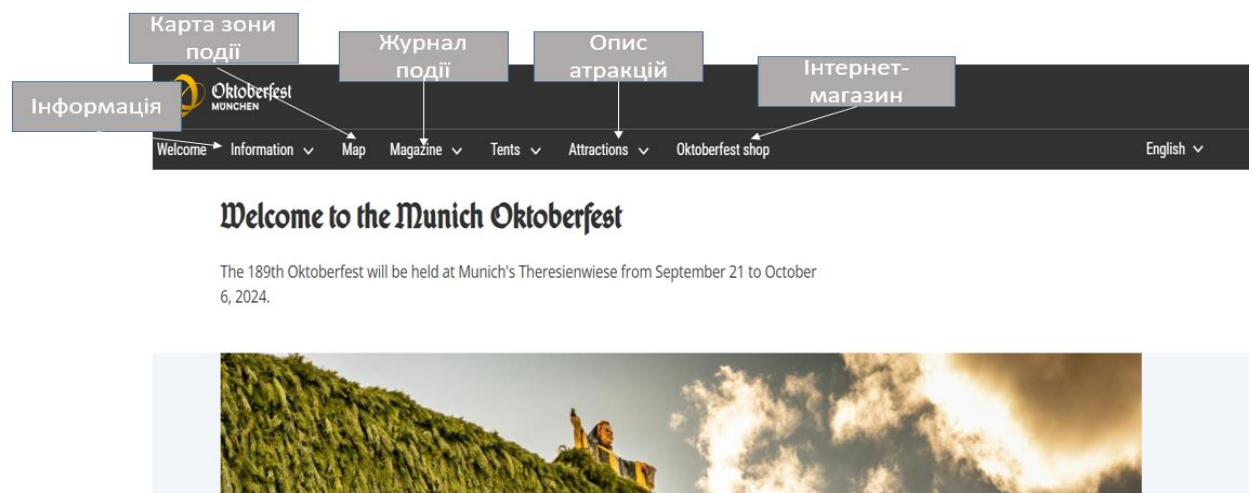 Карта зони
події
Журнал
події
Опис
атракцій
Інтернет-
магазин
Інформація
Oktoberfest
MÜNCHEN
Welcome Information Map Magazine Tents Attractions Oktoberfest shop English
Welcome to the Munich Oktoberfest
The 189th Oktoberfest will be held at Munich's Theresienwiese from September 21 to October
6, 2024.